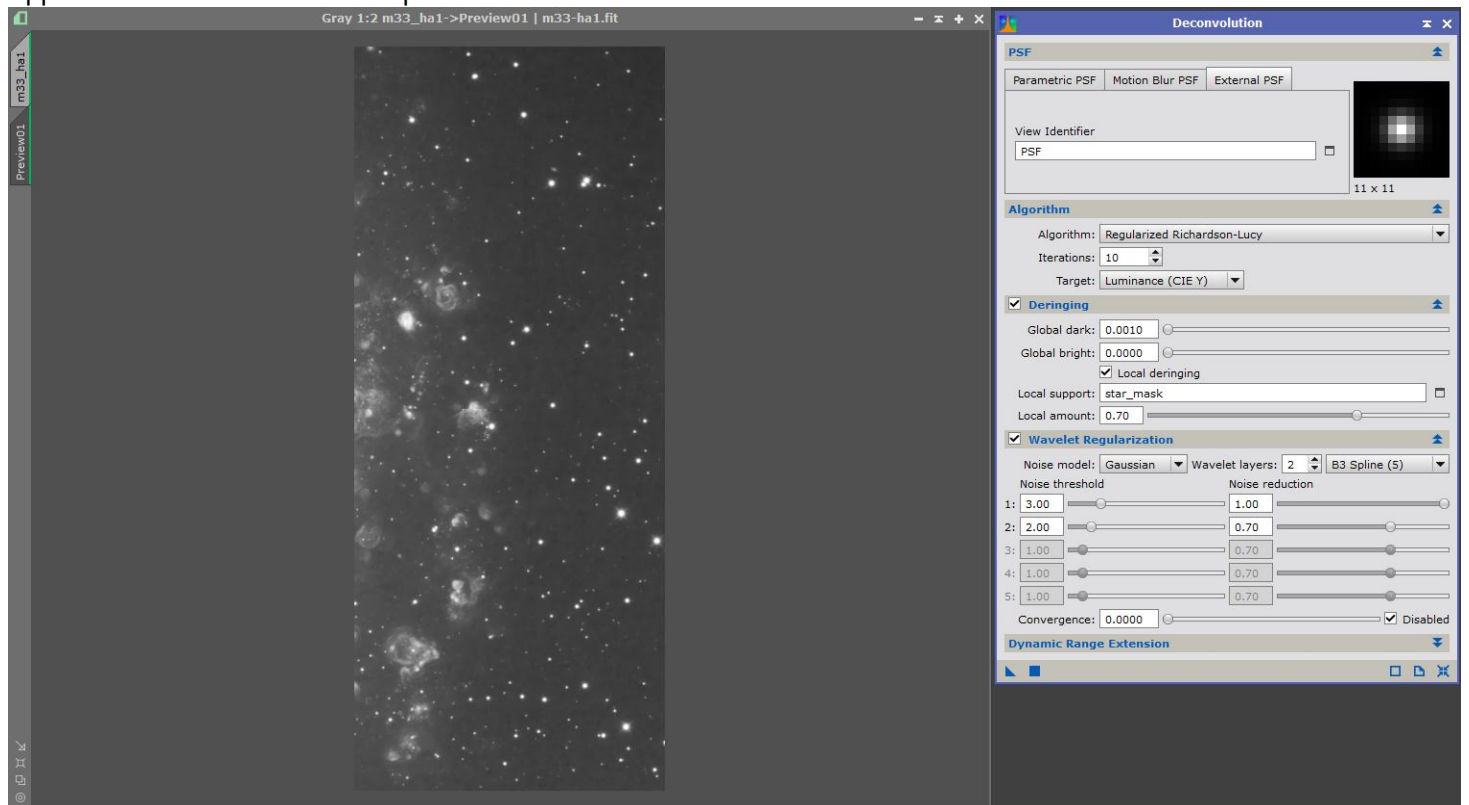 Gray 1:2 m33_ha1->Preview01 | m33-ha1.fit
m33_ha1
Preview01
Deconvolution
PSF
Parametric PSF Motion Blur PSF External PSF
View Identifier
PSF
11 x 11
Algorithm
Algorithm: Regularized Richardson-Lucy
Iterations: 10
Target: Luminance (CIE Y)
Deringing
Global dark: 0.0010
Global bright: 0.0000
Local deringing
Local support: star_mask
Local amount: 0.70
Wavelet Regularization
Noise model: Gaussian Wavelet layers: 2 B3 Spline (5)
Noise threshold Noise reduction
1: 3.00 1.00
2: 2.00 0.70
3: 1.00 0.70
4: 1.00 0.70
5: 1.00 0.70
Convergence: 0.0000 Disabled
Dynamic Range Extension